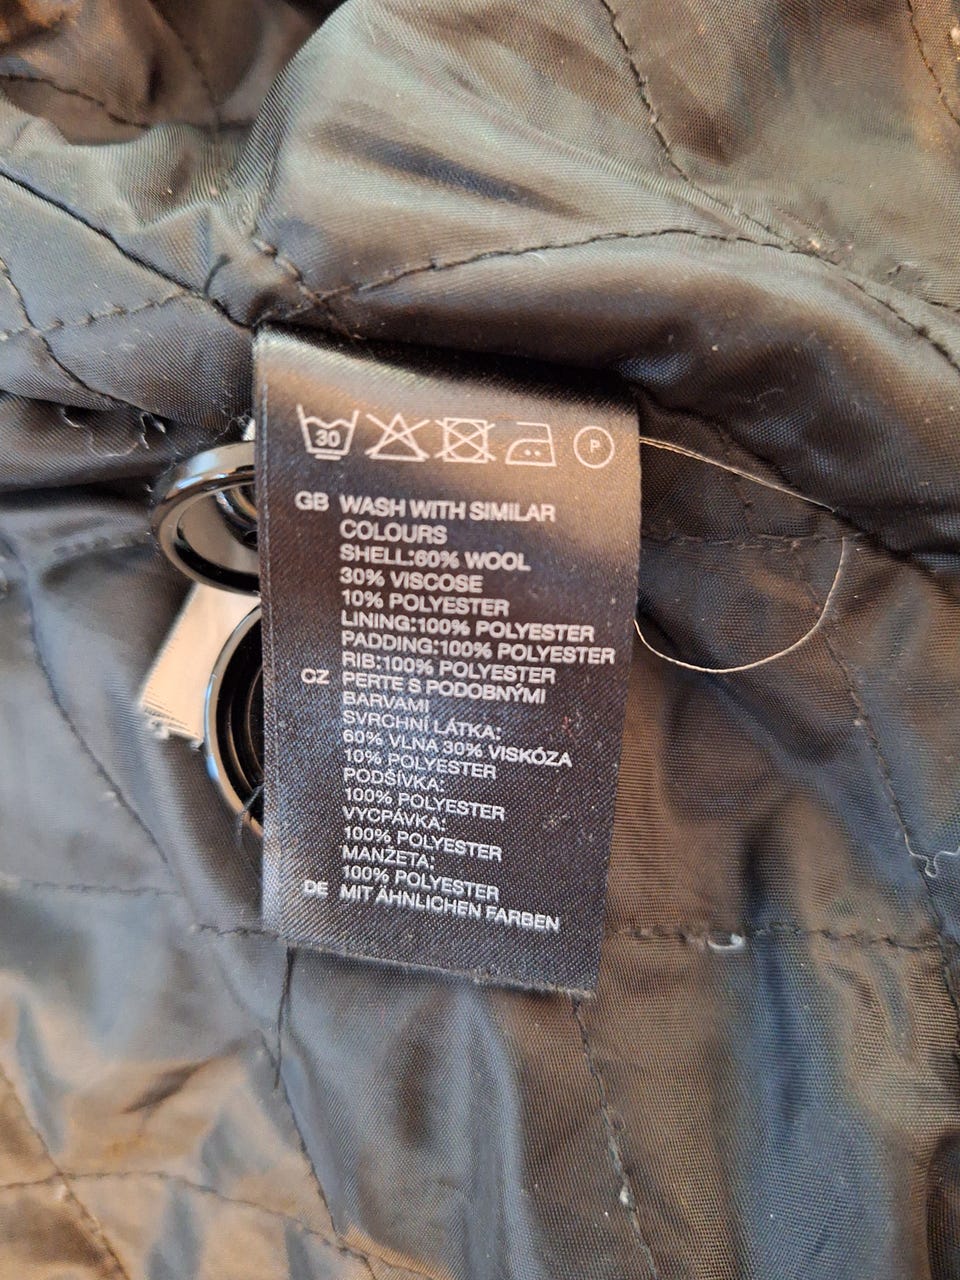 30 P
GB WASH WITH SIMILAR
COLOURS
SHELL:60% WOOL
30% VISCOSE
10% POLYESTER
LINING:100% POLYESTER
PADDING:100% POLYESTER
RIB:100% POLYESTER
CZ PERTE S PODOBNÝMI
BARVAMI
SVRCHNÍ LÁTKA:
60% VLNA 30% VISKÓZA
10% POLYESTER
PODŠÍVKA:
100% POLYESTER
VYCPÁVKA:
100% POLYESTER
MANŽETA:
100% POLYESTER
DE MIT ÄHNLICHEN FARBEN